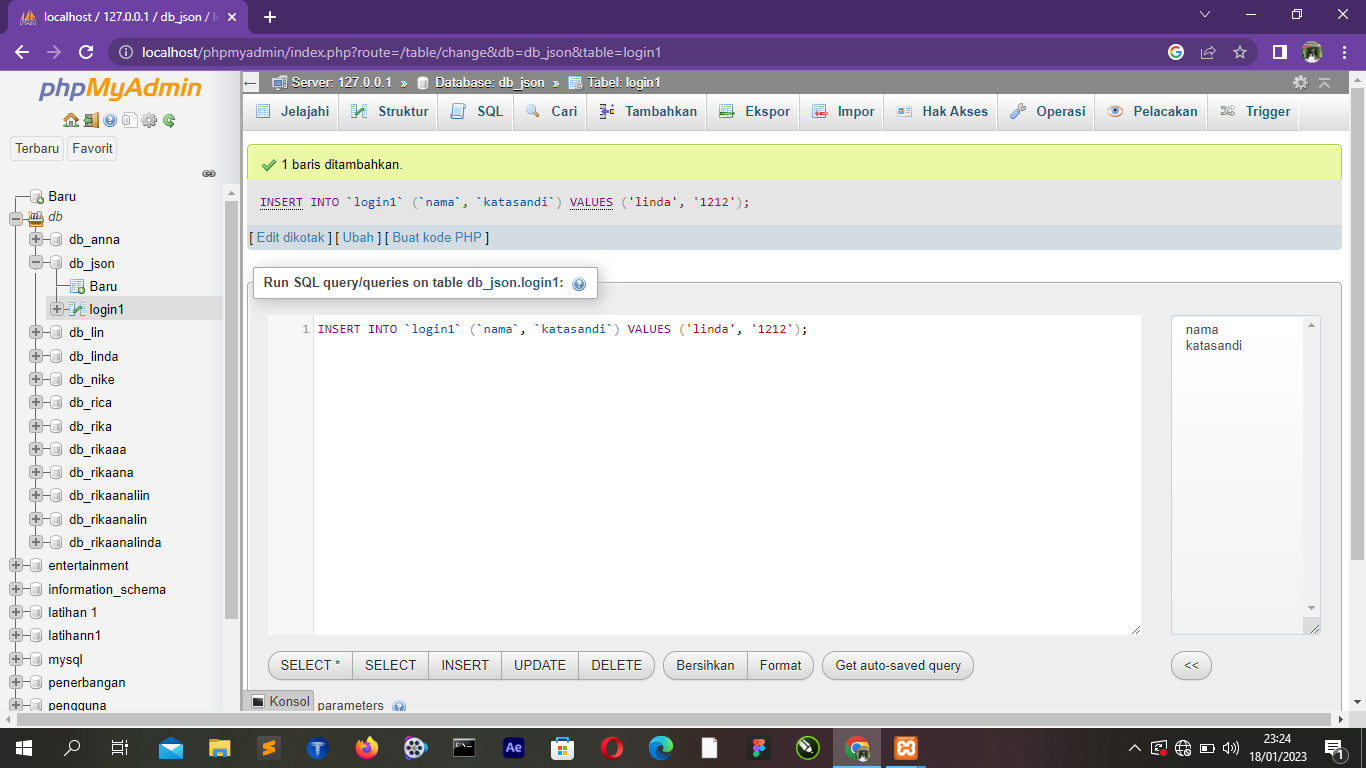 localhost / 127.0.0.1 / db_json / lo
localhost/phpmyadmin/index.php?route=/table/change&db=db_json&table=login1
phpMyAdmin
Terbaru Favorit
Baru
db
db_anna
db_json
Baru
login1
db_lin
db_linda
db_nike
db_rica
db_rika
db_rikaaa
db_rikaana
db_rikaanaliin
db_rikaanalin
db_rikaanalinda
entertainment
information_schema
latihan 1
latihann1
mysql
penerbangan
pengguna
Server: 127.0.0.1 » Database: db_json » Tabel: login1
Jelajahi Struktur SQL Cari Tambahkan Ekspor Impor Hak Akses Operasi Pelacakan Trigger
1 baris ditambahkan.
INSERT INTO `login1` (`nama`, `katasandi`) VALUES ('linda', '1212');
[ Edit dikotak ] [ Ubah ] [ Buat kode PHP ]
Run SQL query/queries on table db_json.login1:
1 INSERT INTO `login1` (`nama`, `katasandi`) VALUES ('linda', '1212');
nama
katasandi
SELECT * SELECT INSERT UPDATE DELETE Bersihkan Format Get auto-saved query <<
Konsol parameters
Ae
23:24
18/01/2023
1